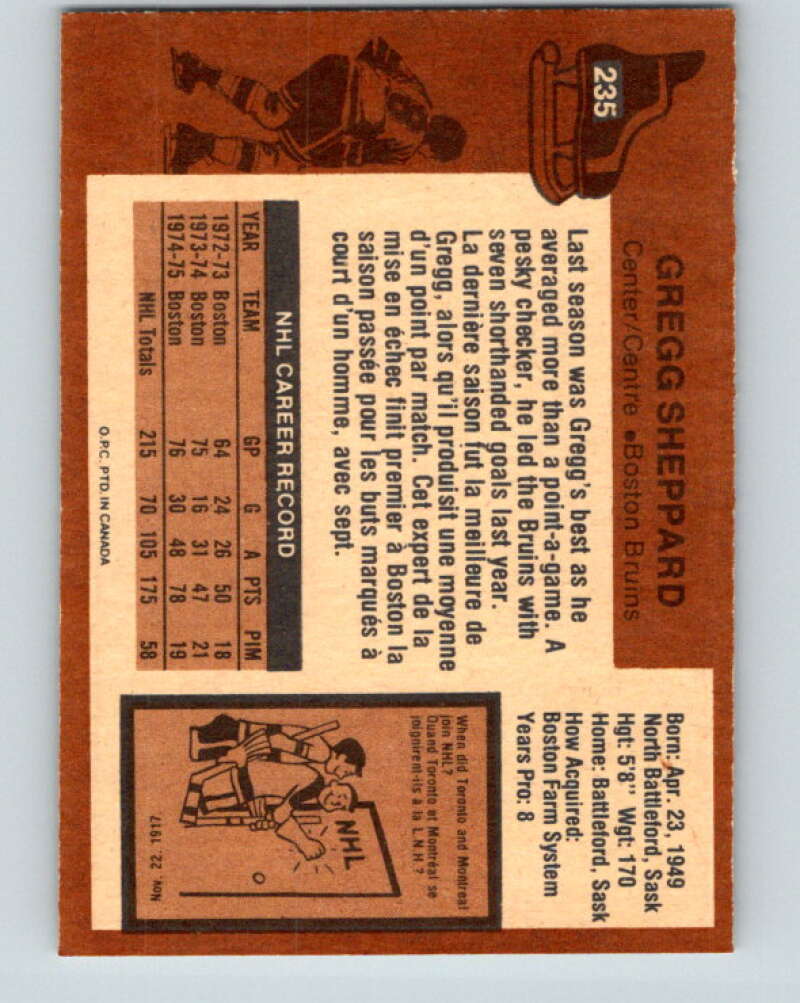 235
GREGG SHEPPARD
Center/Centre • Boston Bruins
Born: Apr. 23, 1949
North Battleford, Sask
Hgt: 5'8" Wgt: 170
Home: Battleford, Sask
How Acquired:
Boston Farm System
Years Pro: 8
Last season was Gregg's best as he
averaged more than a point-a-game. A
pesky checker, he led the Bruins with
seven shorthanded goals last year.
La dernière saison fut la meilleure de
Gregg, alors qu'il produisit une moyenne
d'un point par match. Cet expert de la
mise en échec finit premier à Boston la
saison passée pour les buts marqués à
court d'un homme, avec sept.
NHL CAREER RECORD
YEAR TEAM GP G A PTS PIM
1972-73 Boston 64 24 26 50 18
1973-74 Boston 75 16 31 47 21
1974-75 Boston 76 30 48 78 19
NHL Totals 215 70 105 175 58
When did Toronto and Montreal
join NHL?
Quand Toronto et Montréal se
joignirent-ils à la L.N.H?
NHL
Nov. 22, 1917
O.P.C. PTD. IN CANADA
8